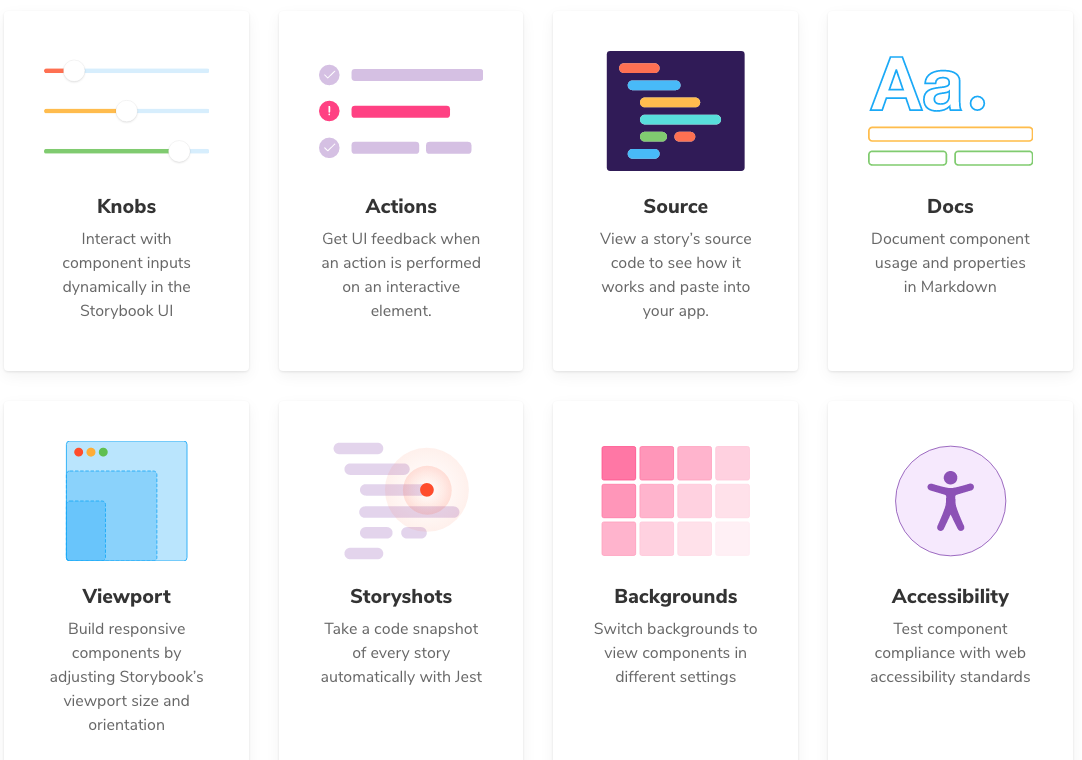 Aa.
Knobs
Interact with
component inputs
dynamically in the
Storybook UI
!
Actions
Get UI feedback when
an action is performed
on an interactive
element.
Source
View a story’s source
code to see how it
works and paste into
your app.
Docs
Document component
usage and properties
in Markdown
Viewport
Build responsive
components by
adjusting Storybook’s
viewport size and
orientation
Storyshots
Take a code snapshot
of every story
automatically with Jest
Backgrounds
Switch backgrounds to
view components in
different settings
Accessibility
Test component
compliance with web
accessibility standards